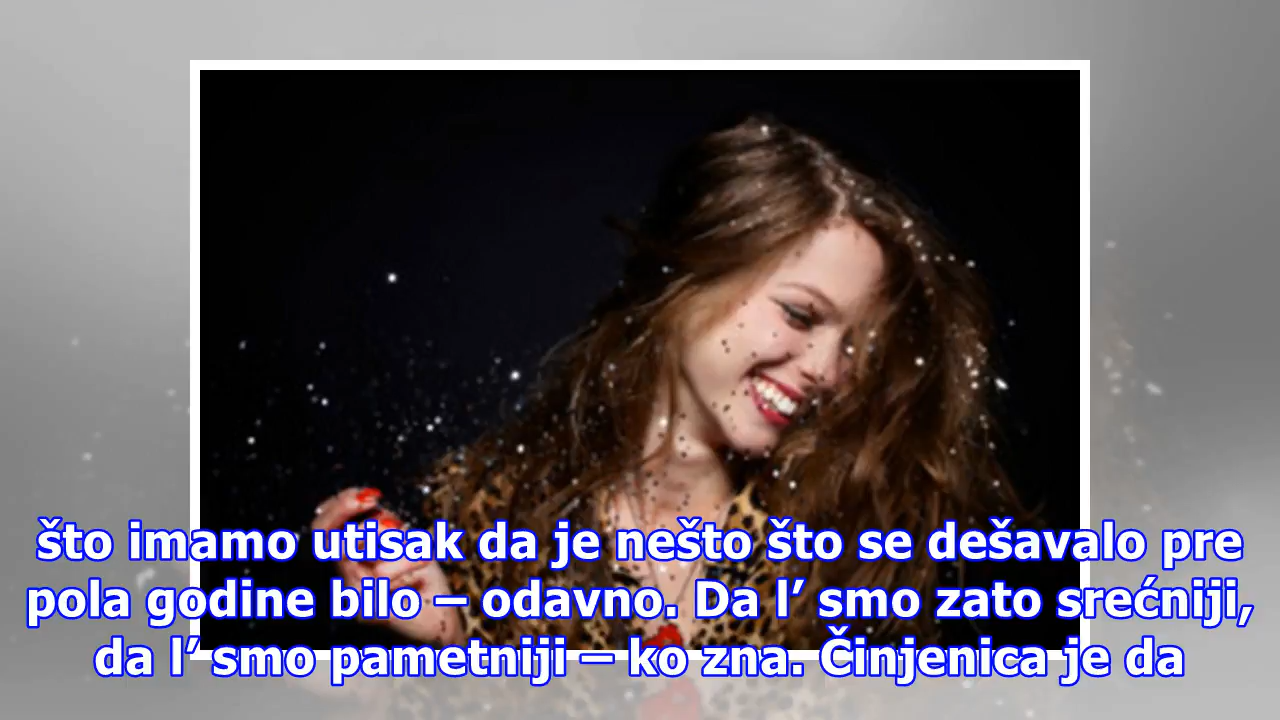 što imamo utisak da je nešto što se dešavalo pre
pola godine bilo – odavno. Da l’ smo zato srećniji,
da l’ smo pametniji – ko zna. Činjenica je da